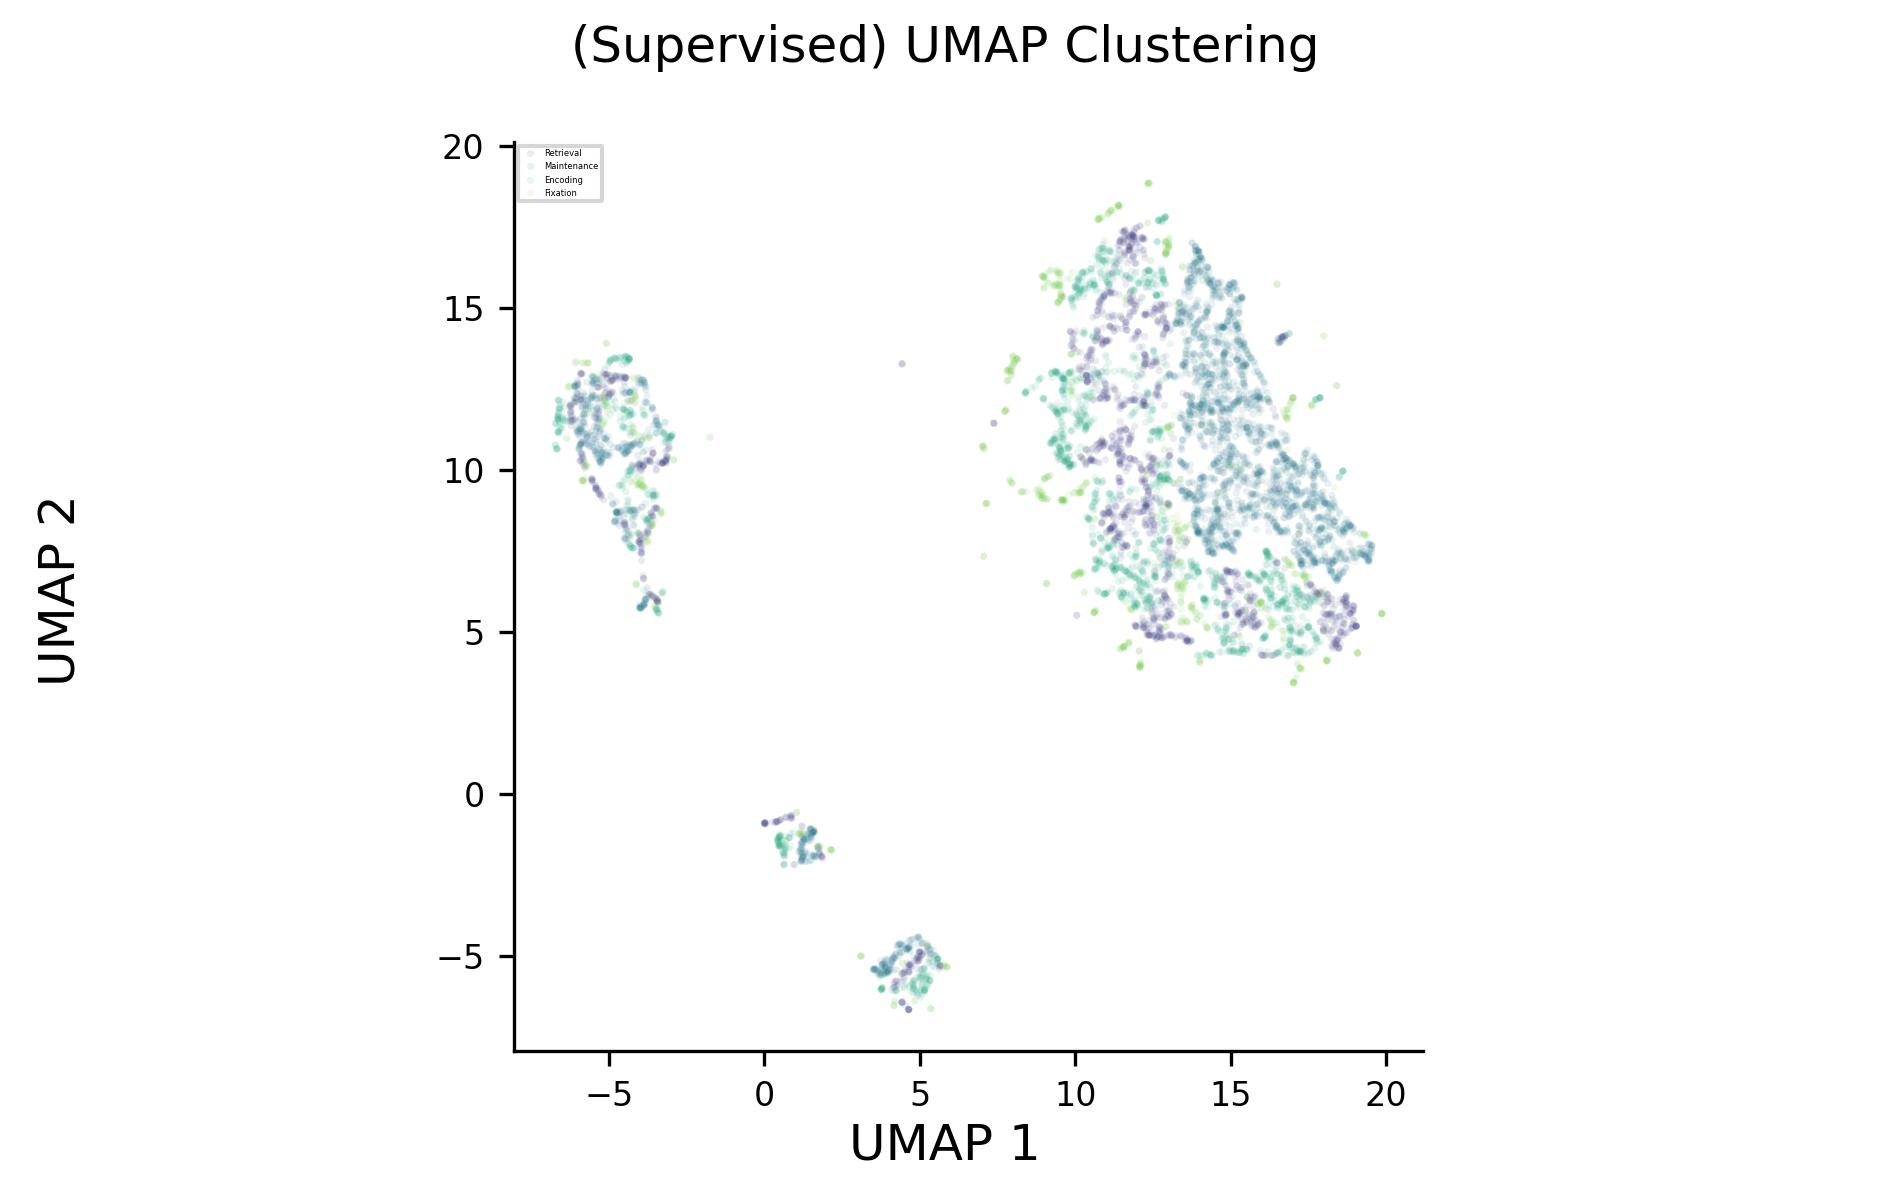 (Supervised) UMAP Clustering
20
15
10
5
0
−5
UMAP 2
Retrieval
Maintenance
Encoding
Fixation
−5 0 5 10 15 20
UMAP 1